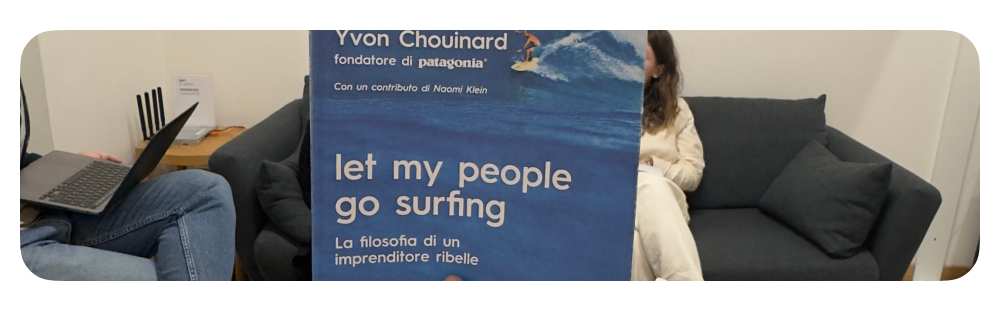 Yvon Chouinard
fondatore di patagonia®
Con un contributo di Naomi Klein
let my people
go surfing
La filosofia di un
imprenditore ribelle